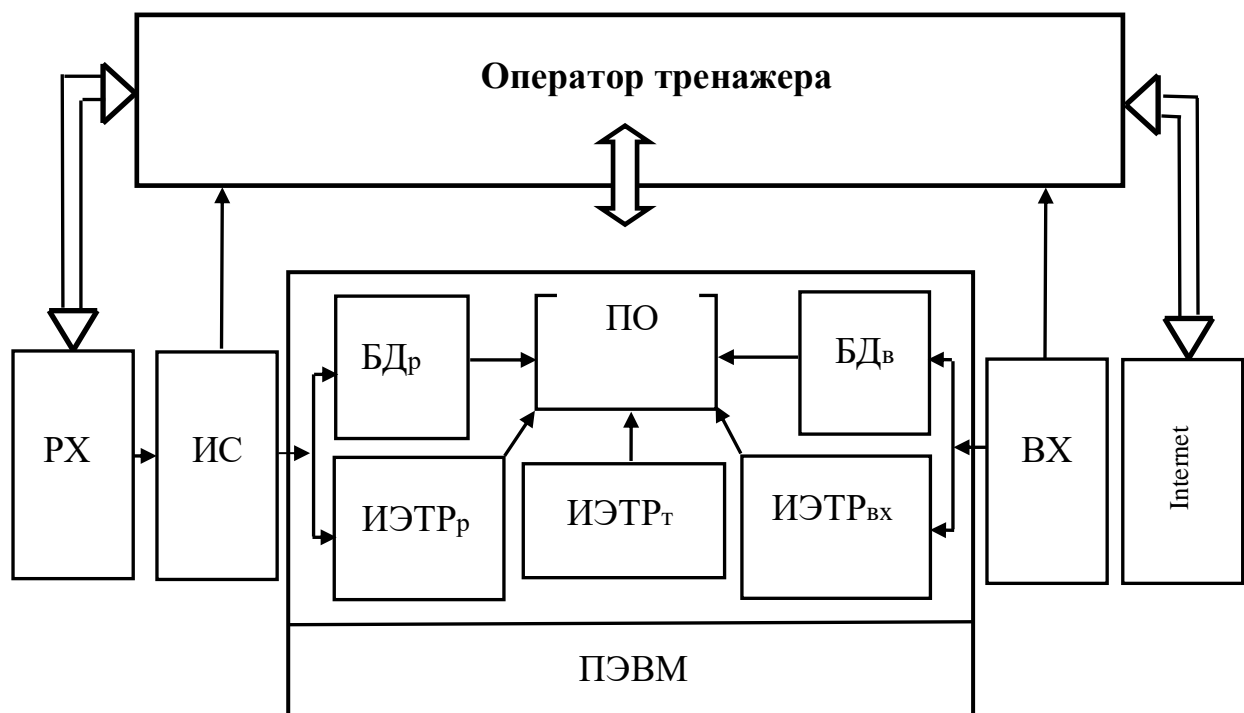 Оператор тренажера
ПО
БДр
БДв
РХ
ИС
ВХ
Internet
ИЭТРр
ИЭТРт
ИЭТРвх
ПЭВМ